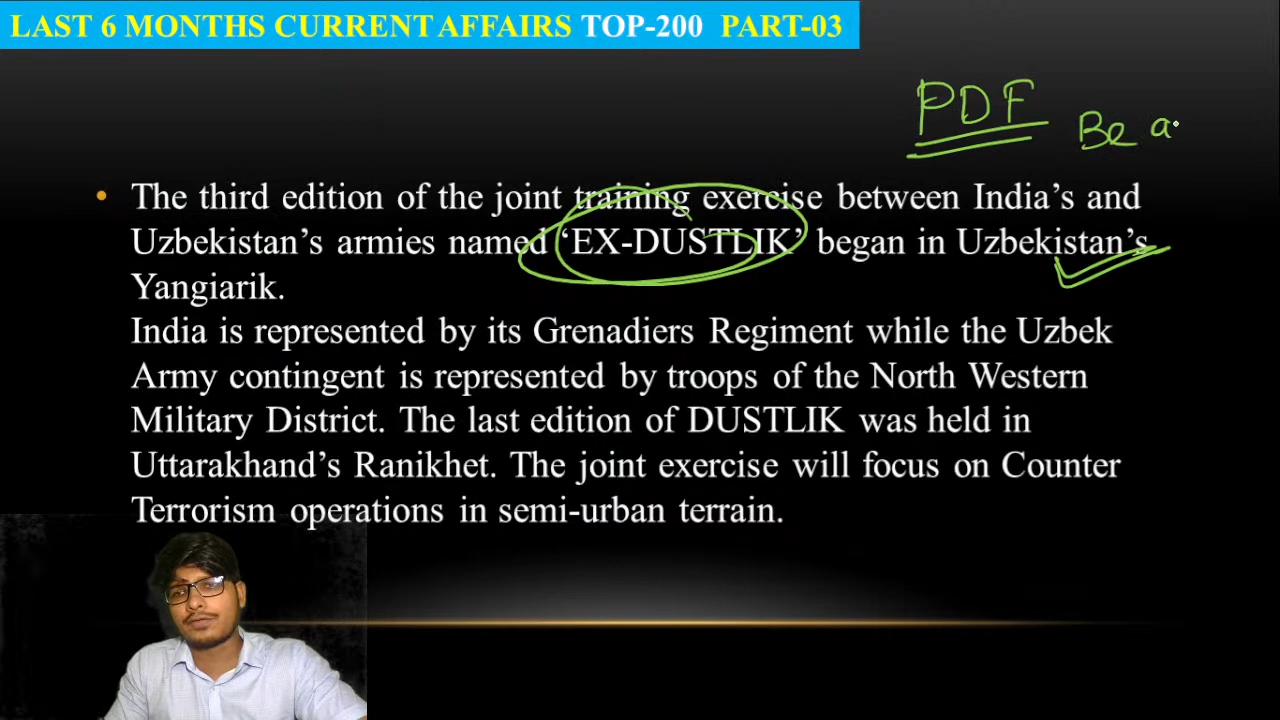 LAST 6 MONTHS CURRENT AFFAIRS TOP-200 PART-03
PDF Be a
• The third edition of the joint training exercise between India’s and
Uzbekistan’s armies named ‘EX-DUSTLIK’ began in Uzbekistan’s
Yangiarik.
India is represented by its Grenadiers Regiment while the Uzbek
Army contingent is represented by troops of the North Western
Military District. The last edition of DUSTLIK was held in
Uttarakhand’s Ranikhet. The joint exercise will focus on Counter
Terrorism operations in semi-urban terrain.